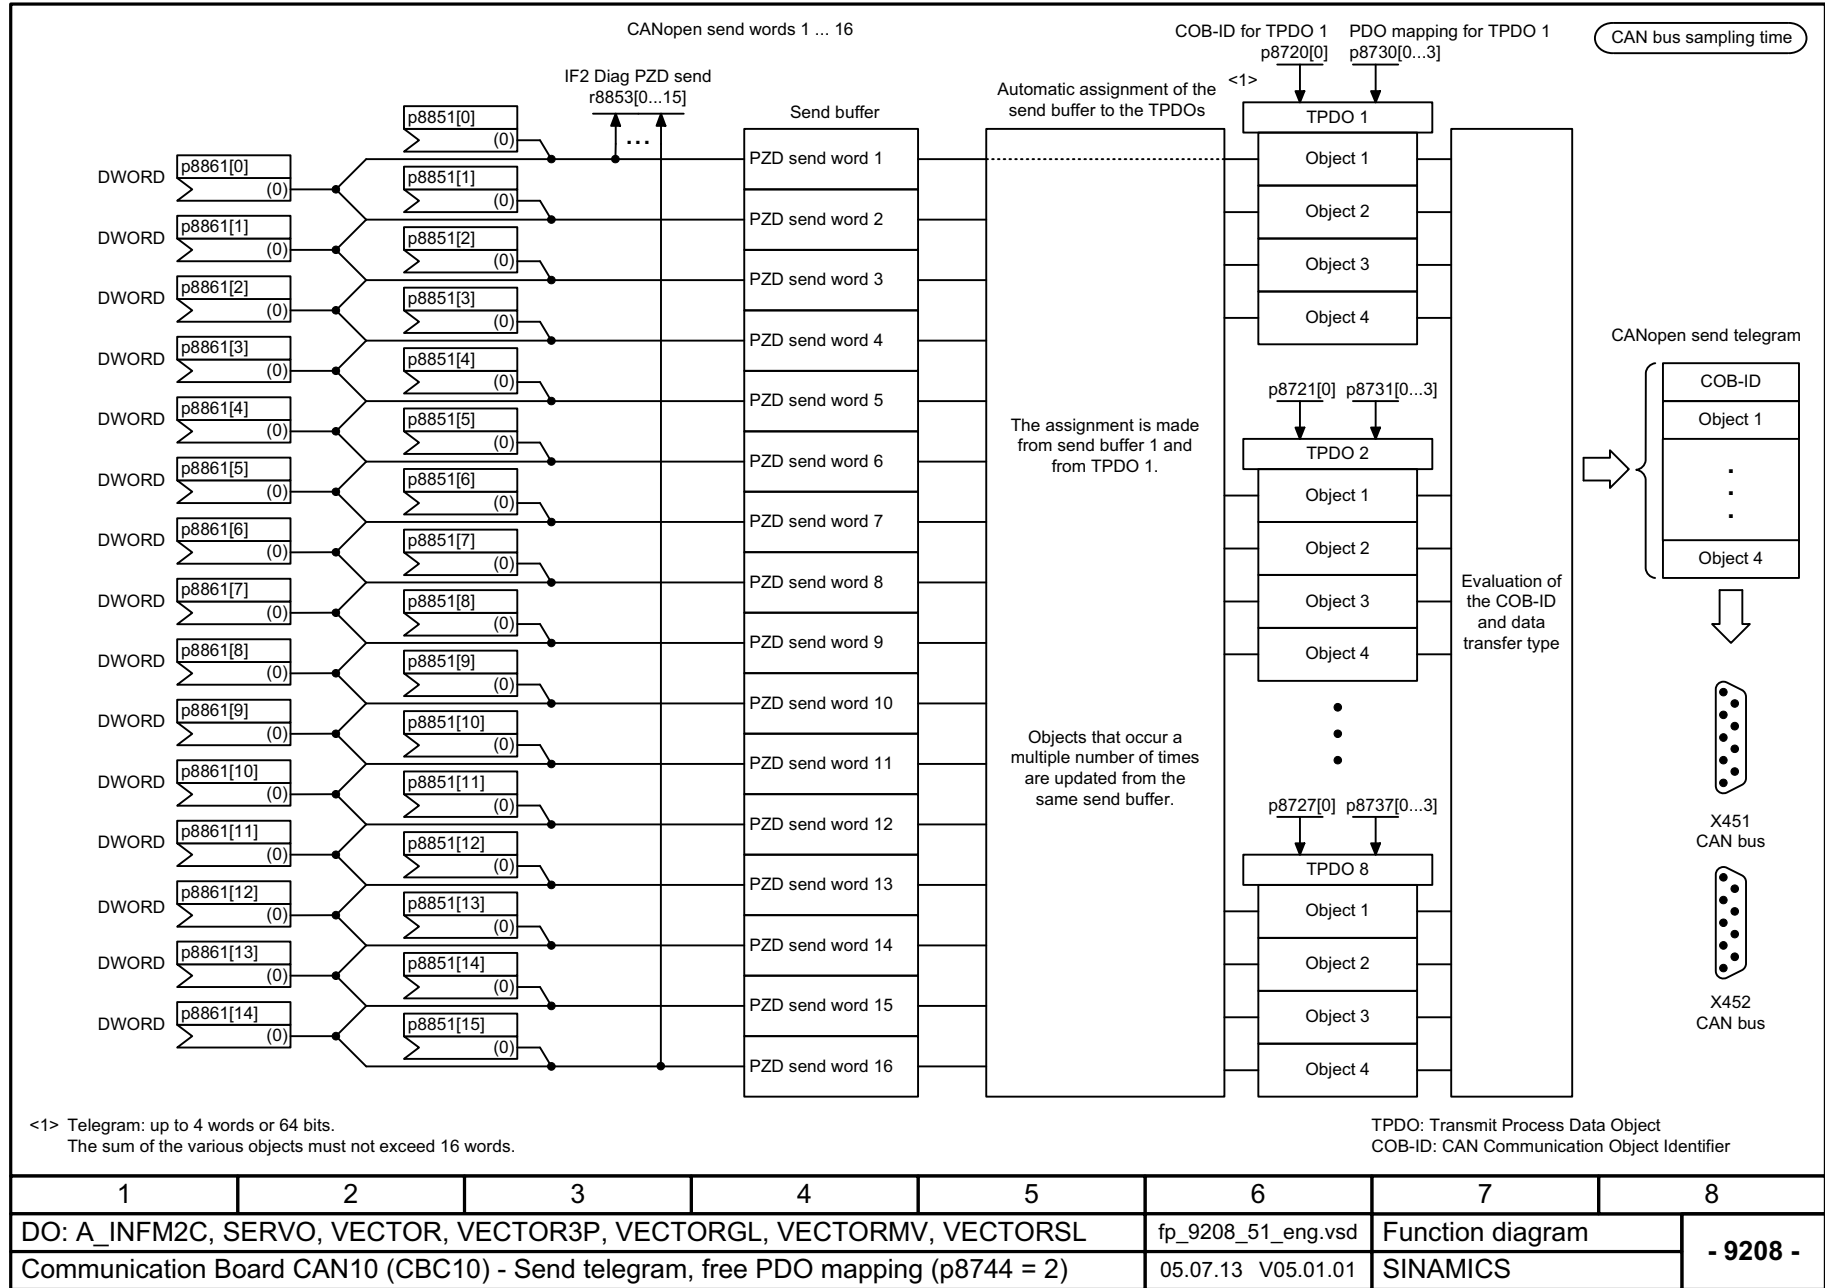 CANopen send words 1 ... 16
COB-ID for TPDO 1
p8720[0]
PDO mapping for TPDO 1
p8730[0...3]
CAN bus sampling time
IF2 Diag PZD send
r8853[0...15]
...
Send buffer
Automatic assignment of the
send buffer to the TPDOs
<1>
DWORD p8861[0] (0)
DWORD p8861[1] (0)
DWORD p8861[2] (0)
DWORD p8861[3] (0)
DWORD p8861[4] (0)
DWORD p8861[5] (0)
DWORD p8861[6] (0)
DWORD p8861[7] (0)
DWORD p8861[8] (0)
DWORD p8861[9] (0)
DWORD p8861[10] (0)
DWORD p8861[11] (0)
DWORD p8861[12] (0)
DWORD p8861[13] (0)
DWORD p8861[14] (0)
p8851[0] (0)
p8851[1] (0)
p8851[2] (0)
p8851[3] (0)
p8851[4] (0)
p8851[5] (0)
p8851[6] (0)
p8851[7] (0)
p8851[8] (0)
p8851[9] (0)
p8851[10] (0)
p8851[11] (0)
p8851[12] (0)
p8851[13] (0)
p8851[14] (0)
p8851[15] (0)
PZD send word 1
PZD send word 2
PZD send word 3
PZD send word 4
PZD send word 5
PZD send word 6
PZD send word 7
PZD send word 8
PZD send word 9
PZD send word 10
PZD send word 11
PZD send word 12
PZD send word 13
PZD send word 14
PZD send word 15
PZD send word 16
The assignment is made
from send buffer 1 and
from TPDO 1.
Objects that occur a
multiple number of times
are updated from the
same send buffer.
TPDO 1
Object 1
Object 2
Object 3
Object 4
p8721[0] p8731[0...3]
TPDO 2
Object 1
Object 2
Object 3
Object 4
p8727[0] p8737[0...3]
TPDO 8
Object 1
Object 2
Object 3
Object 4
Evaluation of
the COB-ID
and data
transfer type
CANopen send telegram
COB-ID
Object 1
.
.
.
Object 4
X451
CAN bus
X452
CAN bus
<1> Telegram: up to 4 words or 64 bits.
The sum of the various objects must not exceed 16 words.
TPDO: Transmit Process Data Object
COB-ID: CAN Communication Object Identifier
1 2 3 4 5 6 7 8
DO: A_INFM2C, SERVO, VECTOR, VECTOR3P, VECTORGL, VECTORMV, VECTORSL
fp_9208_51_eng.vsd
Function diagram
- 9208 -
Communication Board CAN10 (CBC10) - Send telegram, free PDO mapping (p8744 = 2)
05.07.13 V05.01.01
SINAMICS